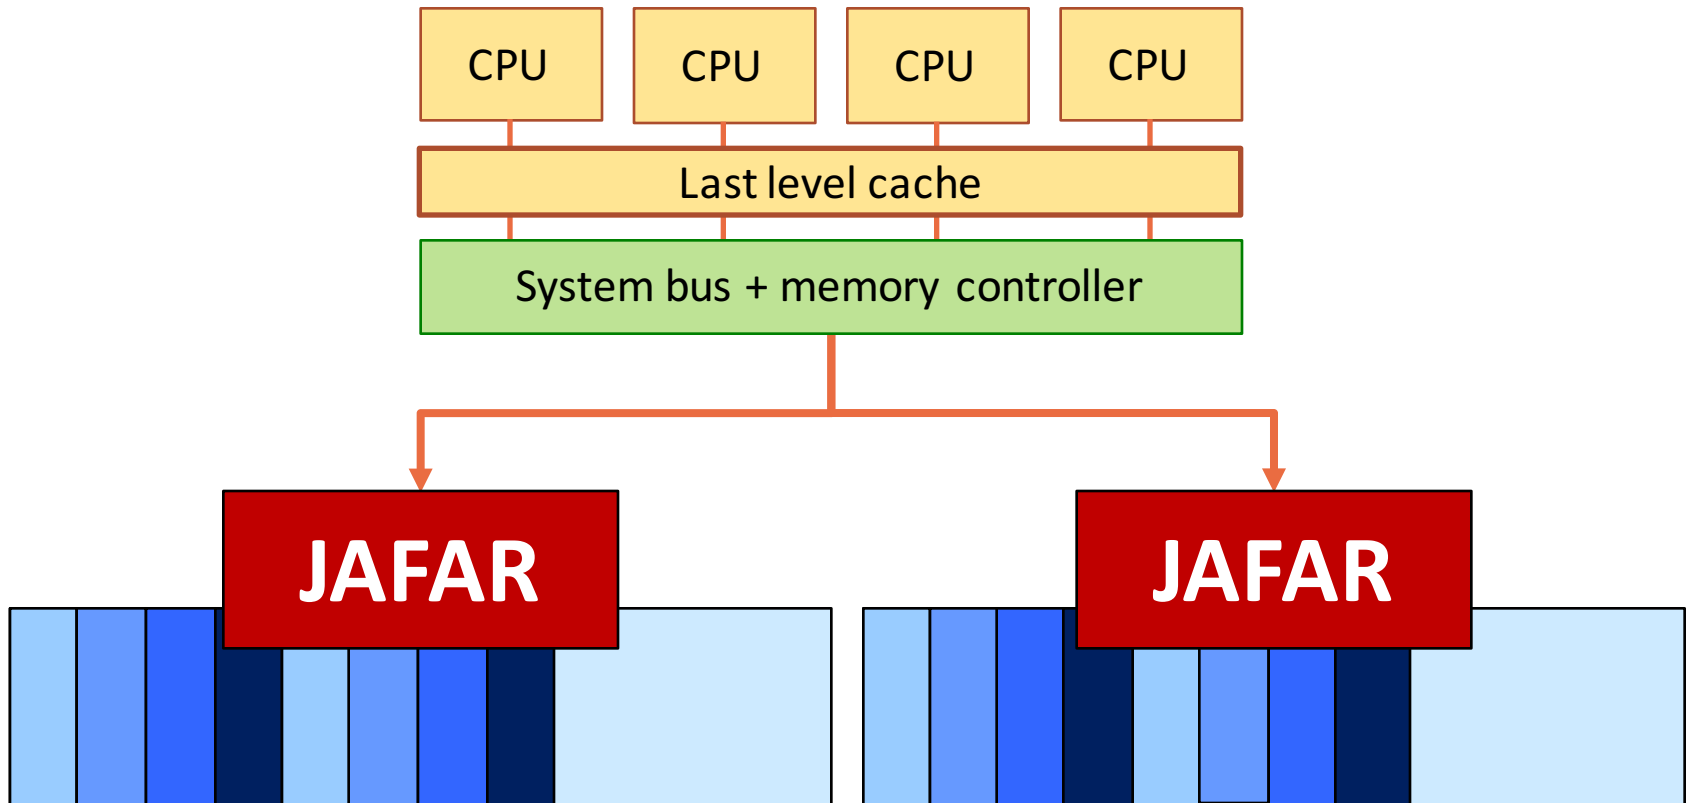 CPU
CPU
CPU
CPU
Last level cache
System bus + memory controller
JAFAR
JAFAR